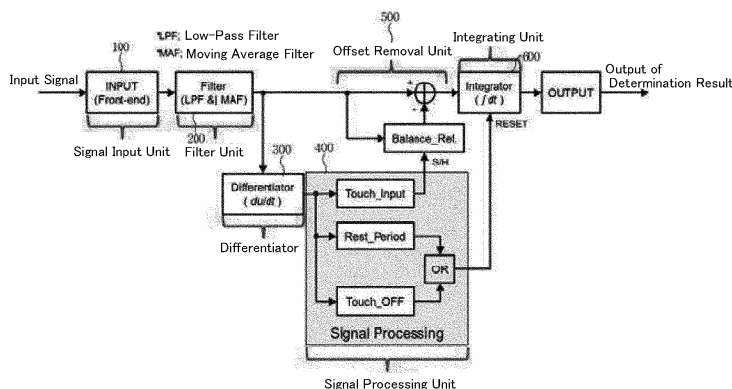 *LPF; Low-Pass Filter
*MAF; Moving Average Filter
100
500
Offset Removal Unit
Integrating Unit
600
Input Signal
INPUT
(Front-end)
Filter
(LPF &| MAF)
+
+
Integrator
(∫ dt)
OUTPUT
Output of
Determination Result
200
Signal Input Unit
Filter Unit
Balance_Ref.
RESET
S/H
300
400
Differentiator
( du/dt )
Touch_Input
Differentiator
Rest_Period
OR
Touch_OFF
Signal Processing
Signal Processing Unit